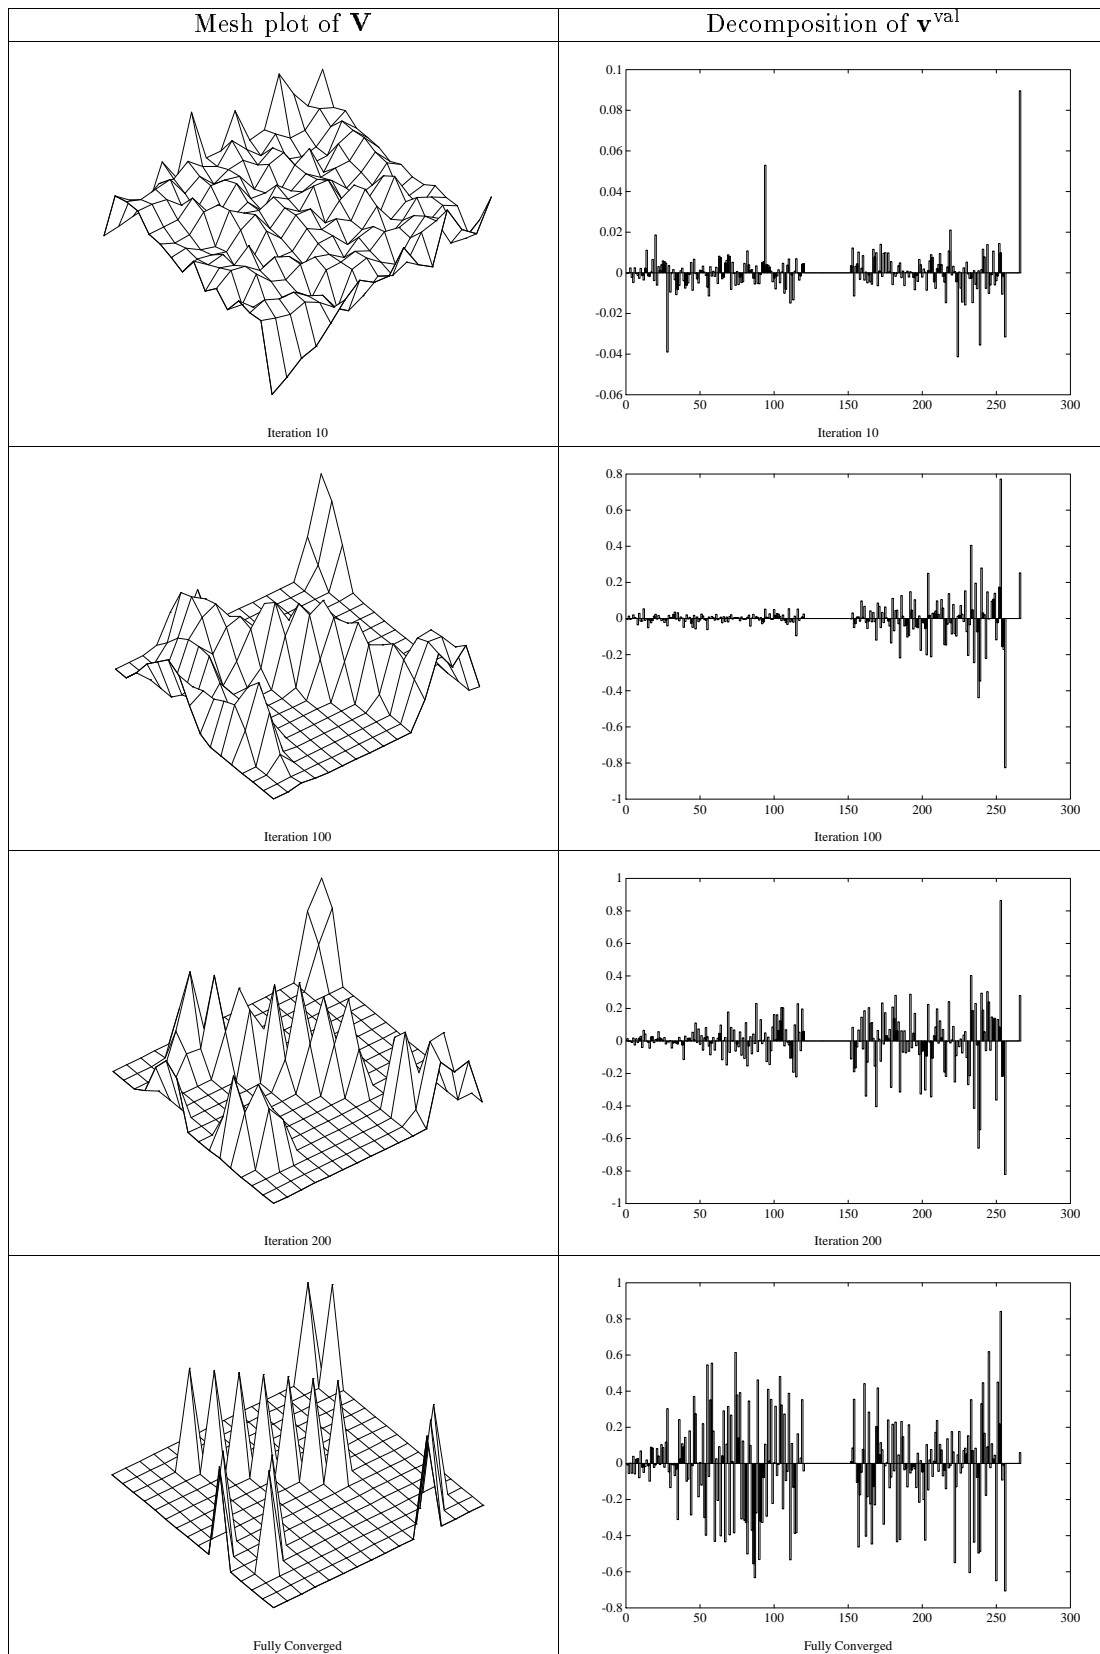 Mesh plot of V
Decomposition of v^val
0.1
0.08
0.06
0.04
0.02
0
-0.02
-0.04
-0.06
0 50 100 150 200 250 300
Iteration 10
Iteration 10
0.8
0.6
0.4
0.2
0
-0.2
-0.4
-0.6
-0.8
-1
0 50 100 150 200 250 300
Iteration 100
Iteration 100
1
0.8
0.6
0.4
0.2
0
-0.2
-0.4
-0.6
-0.8
-1
0 50 100 150 200 250 300
Iteration 200
Iteration 200
1
0.8
0.6
0.4
0.2
0
-0.2
-0.4
-0.6
-0.8
0 50 100 150 200 250 300
Fully Converged
Fully Converged